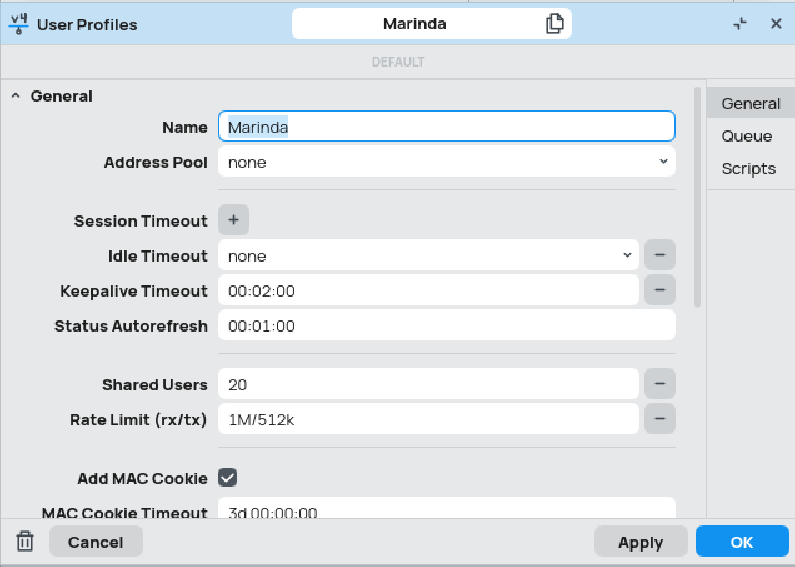 v4 User Profiles Marinda
DEFAULT
General
Name Marinda
Address Pool none
Session Timeout +
Idle Timeout none −
Keepalive Timeout 00:02:00 −
Status Autorefresh 00:01:00
Shared Users 20 −
Rate Limit (rx/tx) 1M/512k −
Add MAC Cookie
MAC Cookie Timeout 3d 00:00:00
General
Queue
Scripts
Cancel Apply OK